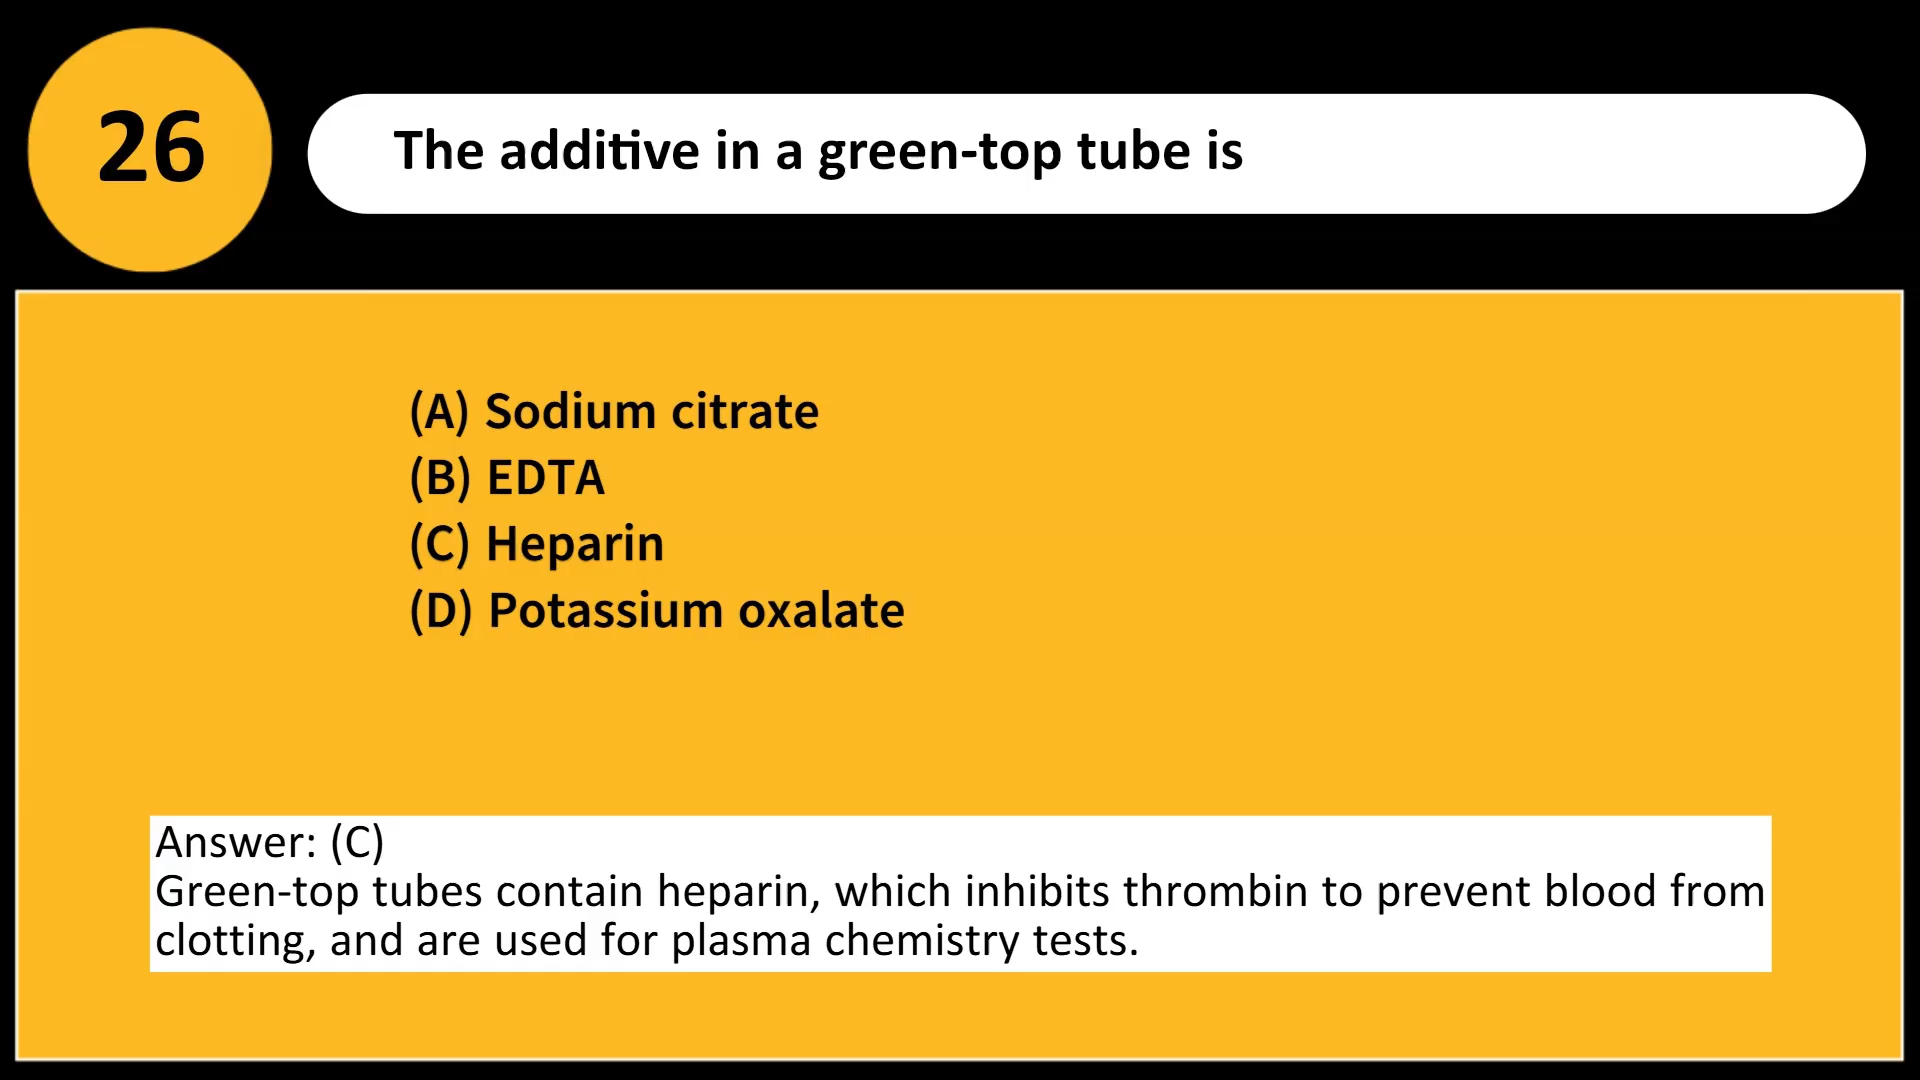 26
The additive in a green-top tube is
(A) Sodium citrate
(B) EDTA
(C) Heparin
(D) Potassium oxalate
Answer: (C)
Green-top tubes contain heparin, which inhibits thrombin to prevent blood from
clotting, and are used for plasma chemistry tests.